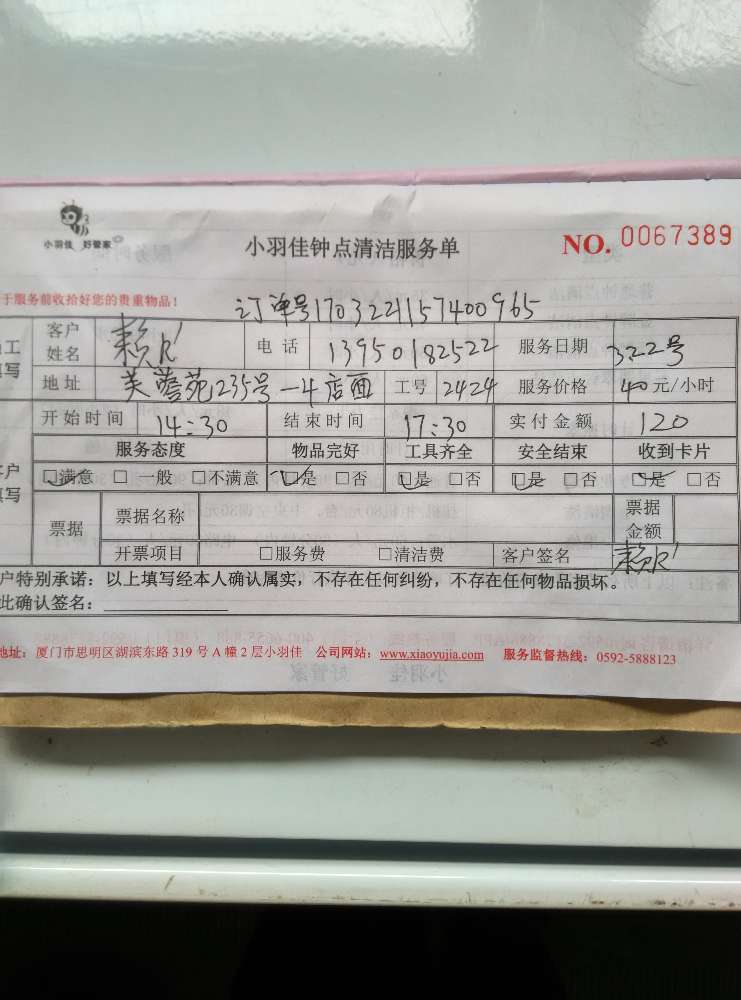 小羽佳 好管家
小羽佳钟点清洁服务单
NO. 0067389
于服务前收拾好您的贵重物品!
订单号1703221157400965
工 客户姓名 赖R' 电话 13950182522 服务日期 322号
写 地址 芙蓉苑235号一4店面 工号 2424 服务价格 40元/小时
开始时间 14:30 结束时间 17:30 实付金额 120
服务态度 物品完好 工具齐全 安全结束 收到卡片
户 □满意 □一般 □不满意 □是 □否 □是 □否 □是 □否 □是 □否
写 票据 票据名称 票据金额
开票项目 □服务费 □清洁费 客户签名 赖R'
户特别承诺:以上填写经本人确认属实,不存在任何纠纷,不存在任何物品损坏。
此确认签名:
地址:厦门市思明区湖滨东路 319 号 A 幢 2 层小羽佳 公司网站:www.xiaoyujia.com 服务监督热线:0592-5888123